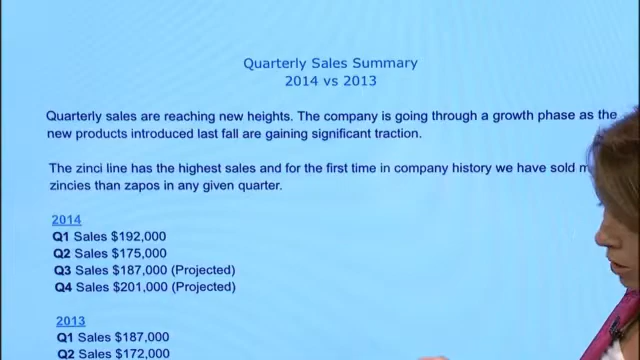 Quarterly Sales Summary
2014 vs 2013
Quarterly sales are reaching new heights. The company is going through a growth phase as the
new products introduced last fall are gaining significant traction.
The zinci line has the highest sales and for the first time in company history we have sold
zincies than zapos in any given quarter.
2014
Q1 Sales $192,000
Q2 Sales $175,000
Q3 Sales $187,000 (Projected)
Q4 Sales $201,000 (Projected)
2013
Q1 Sales $187,000
Q2 Sales $172,000